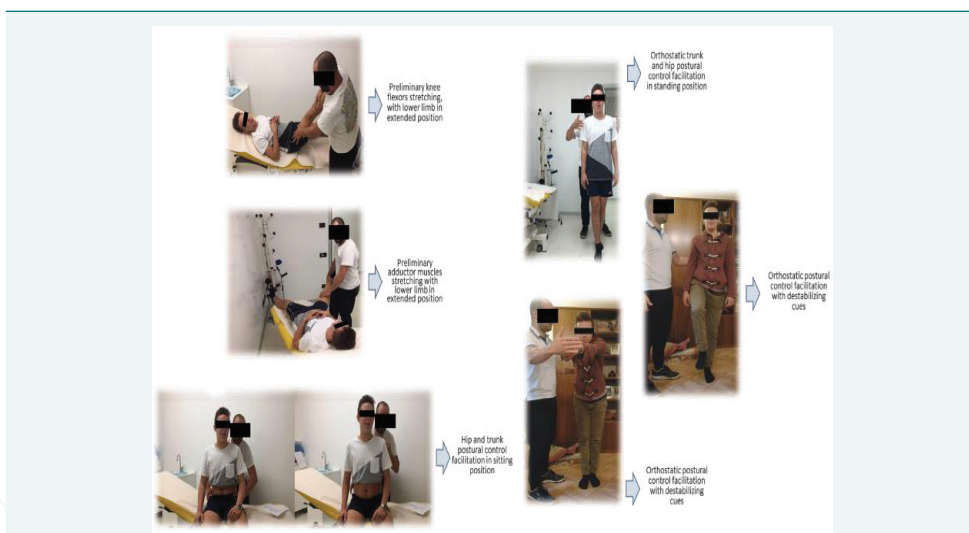 Preliminary knee
flexors stretching,
with lower limb in
extended position
Preliminary
adductor muscles
stretching with
lower limb in
extended position
Hip and trunk
postural control
facilitation in sitting
position
Orthostatic trunk
and hip postural
control facilitation
in standing position
Orthostatic postural
control facilitation
with destabilizing
cues
Orthostatic postural
control facilitation
with destabilizing
cues